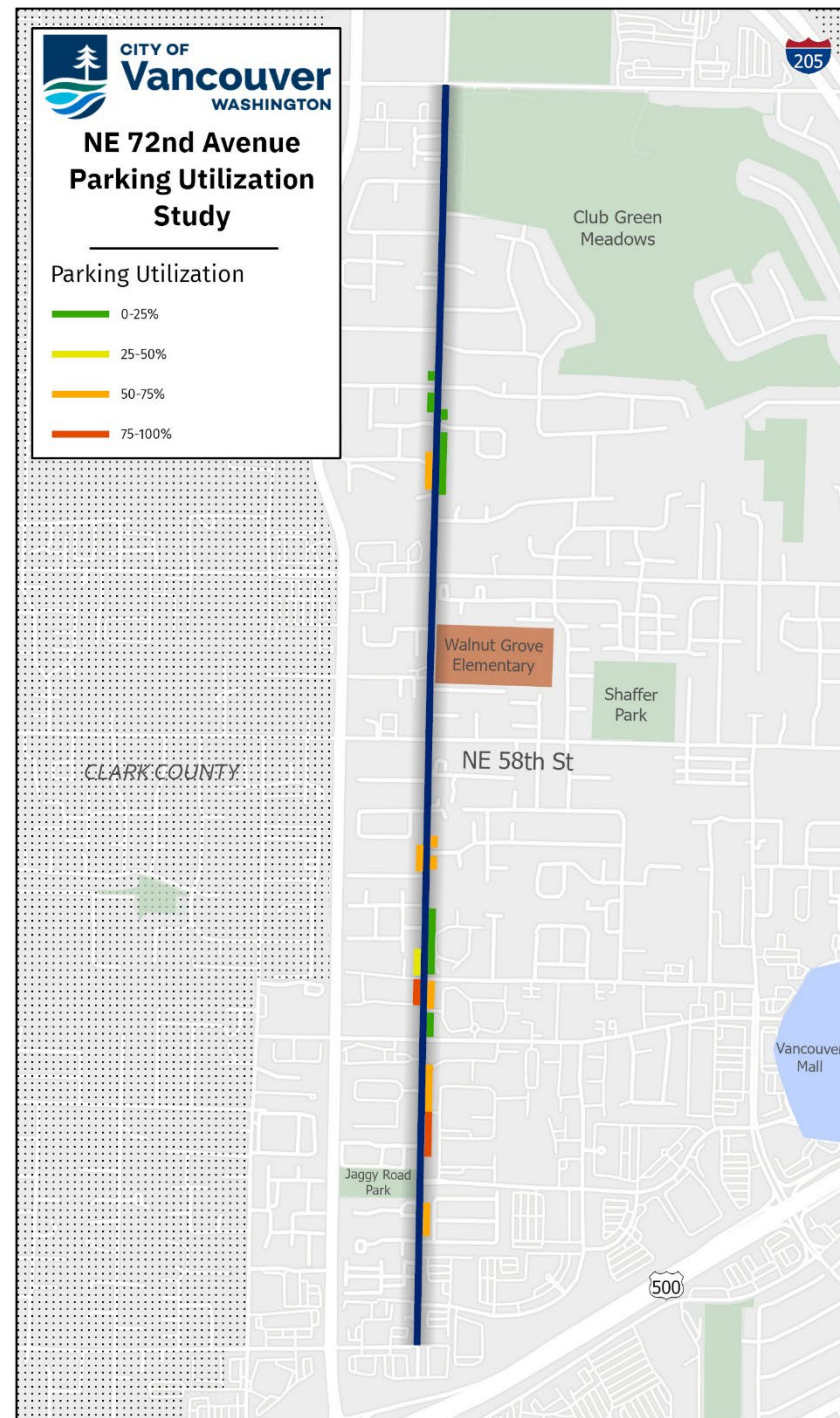 CITY OF
Vancouver
WASHINGTON
NE 72nd Avenue
Parking Utilization
Study
Parking Utilization
0-25%
25-50%
50-75%
75-100%
205
Club Green
Meadows
Walnut Grove
Elementary
Shaffer
Park
NE 58th St
CLARK COUNTY
Vancouver
Mall
Jaggy Road
Park
500